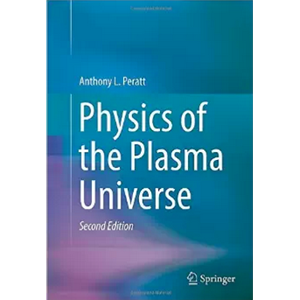 Anthony L. Peratt
Physics of
the Plasma
Universe
Second Edition
Springer